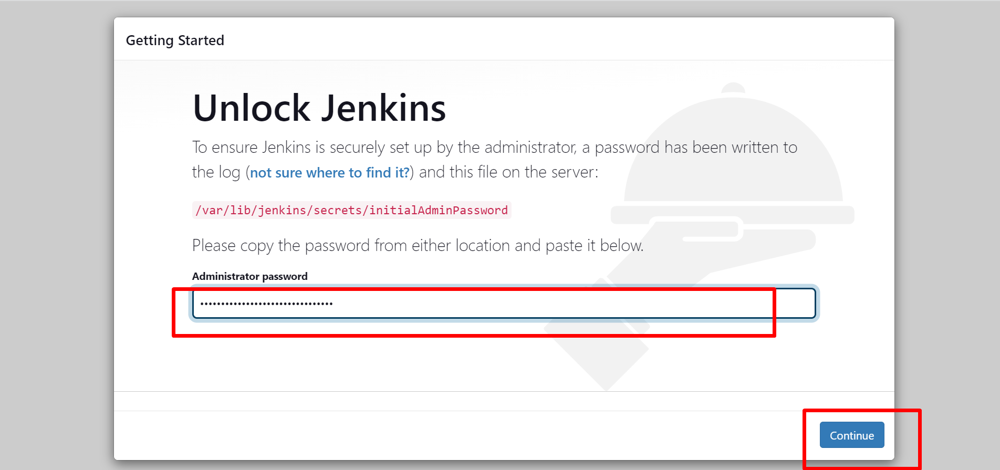 Getting Started
Unlock Jenkins
To ensure Jenkins is securely set up by the administrator, a password has been written to
the log (not sure where to find it?) and this file on the server:
/var/lib/jenkins/secrets/initialAdminPassword
Please copy the password from either location and paste it below.
Administrator password
••••••••••••••••••••••••••••••••
Continue